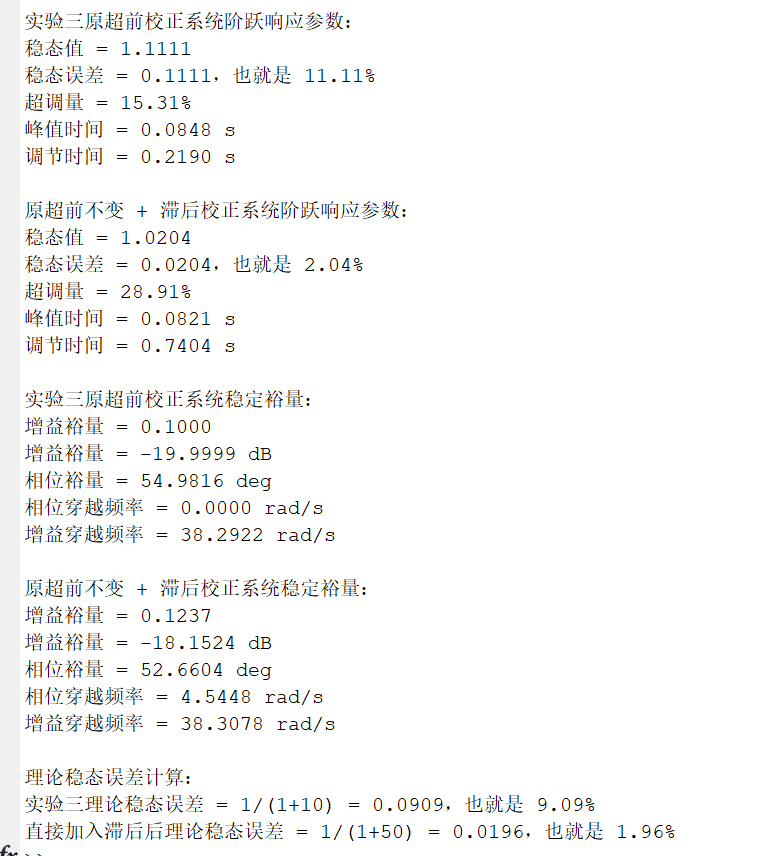 实验三原超前校正系统阶跃响应参数:
稳态值 = 1.1111
稳态误差 = 0.1111，也就是 11.11%
超调量 = 15.31%
峰值时间 = 0.0848 s
调节时间 = 0.2190 s
原超前不变 + 滞后校正系统阶跃响应参数:
稳态值 = 1.0204
稳态误差 = 0.0204，也就是 2.04%
超调量 = 28.91%
峰值时间 = 0.0821 s
调节时间 = 0.7404 s
实验三原超前校正系统稳定裕量:
增益裕量 = 0.1000
增益裕量 = -19.9999 dB
相位裕量 = 54.9816 deg
相位穿越频率 = 0.0000 rad/s
增益穿越频率 = 38.2922 rad/s
原超前不变 + 滞后校正系统稳定裕量:
增益裕量 = 0.1237
增益裕量 = -18.1524 dB
相位裕量 = 52.6604 deg
相位穿越频率 = 4.5448 rad/s
增益穿越频率 = 38.3078 rad/s
理论稳态误差计算:
实验三理论稳态误差 = 1/(1+10) = 0.0909，也就是 9.09%
直接加入滞后后理论稳态误差 = 1/(1+50) = 0.0196，也就是 1.96%